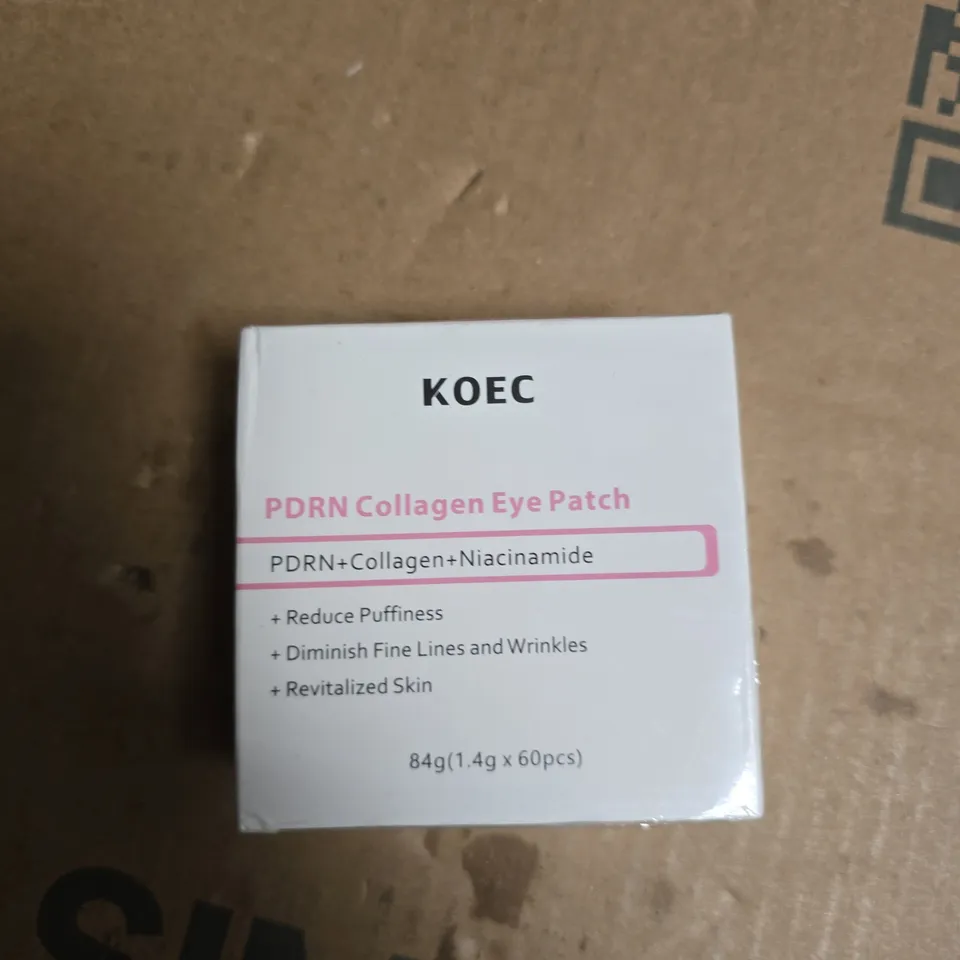 KOEC
PDRN Collagen Eye Patch
PDRN+Collagen+Niacinamide
+ Reduce Puffiness
+ Diminish Fine Lines and Wrinkles
+ Revitalized Skin
84g(1.4g x 60pcs)